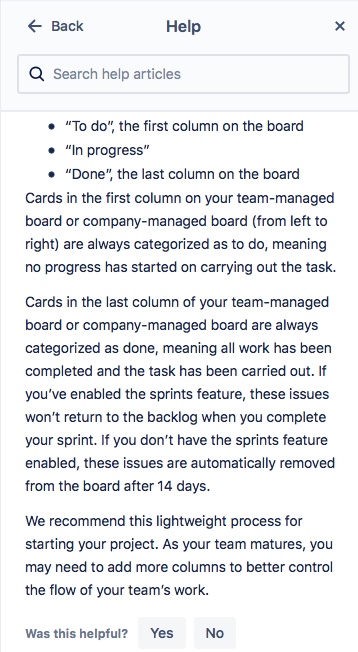 Back
Help
×
Search help articles
• “To do”, the first column on the board
• “In progress”
• “Done”, the last column on the board
Cards in the first column on your team-managed
board or company-managed board (from left to
right) are always categorized as to do, meaning
no progress has started on carrying out the task.
Cards in the last column of your team-managed
board or company-managed board are always
categorized as done, meaning all work has been
completed and the task has been carried out. If
you’ve enabled the sprints feature, these issues
won’t return to the backlog when you complete
your sprint. If you don’t have the sprints feature
enabled, these issues are automatically removed
from the board after 14 days.
We recommend this lightweight process for
starting your project. As your team matures, you
may need to add more columns to better control
the flow of your team’s work.
Was this helpful? Yes No